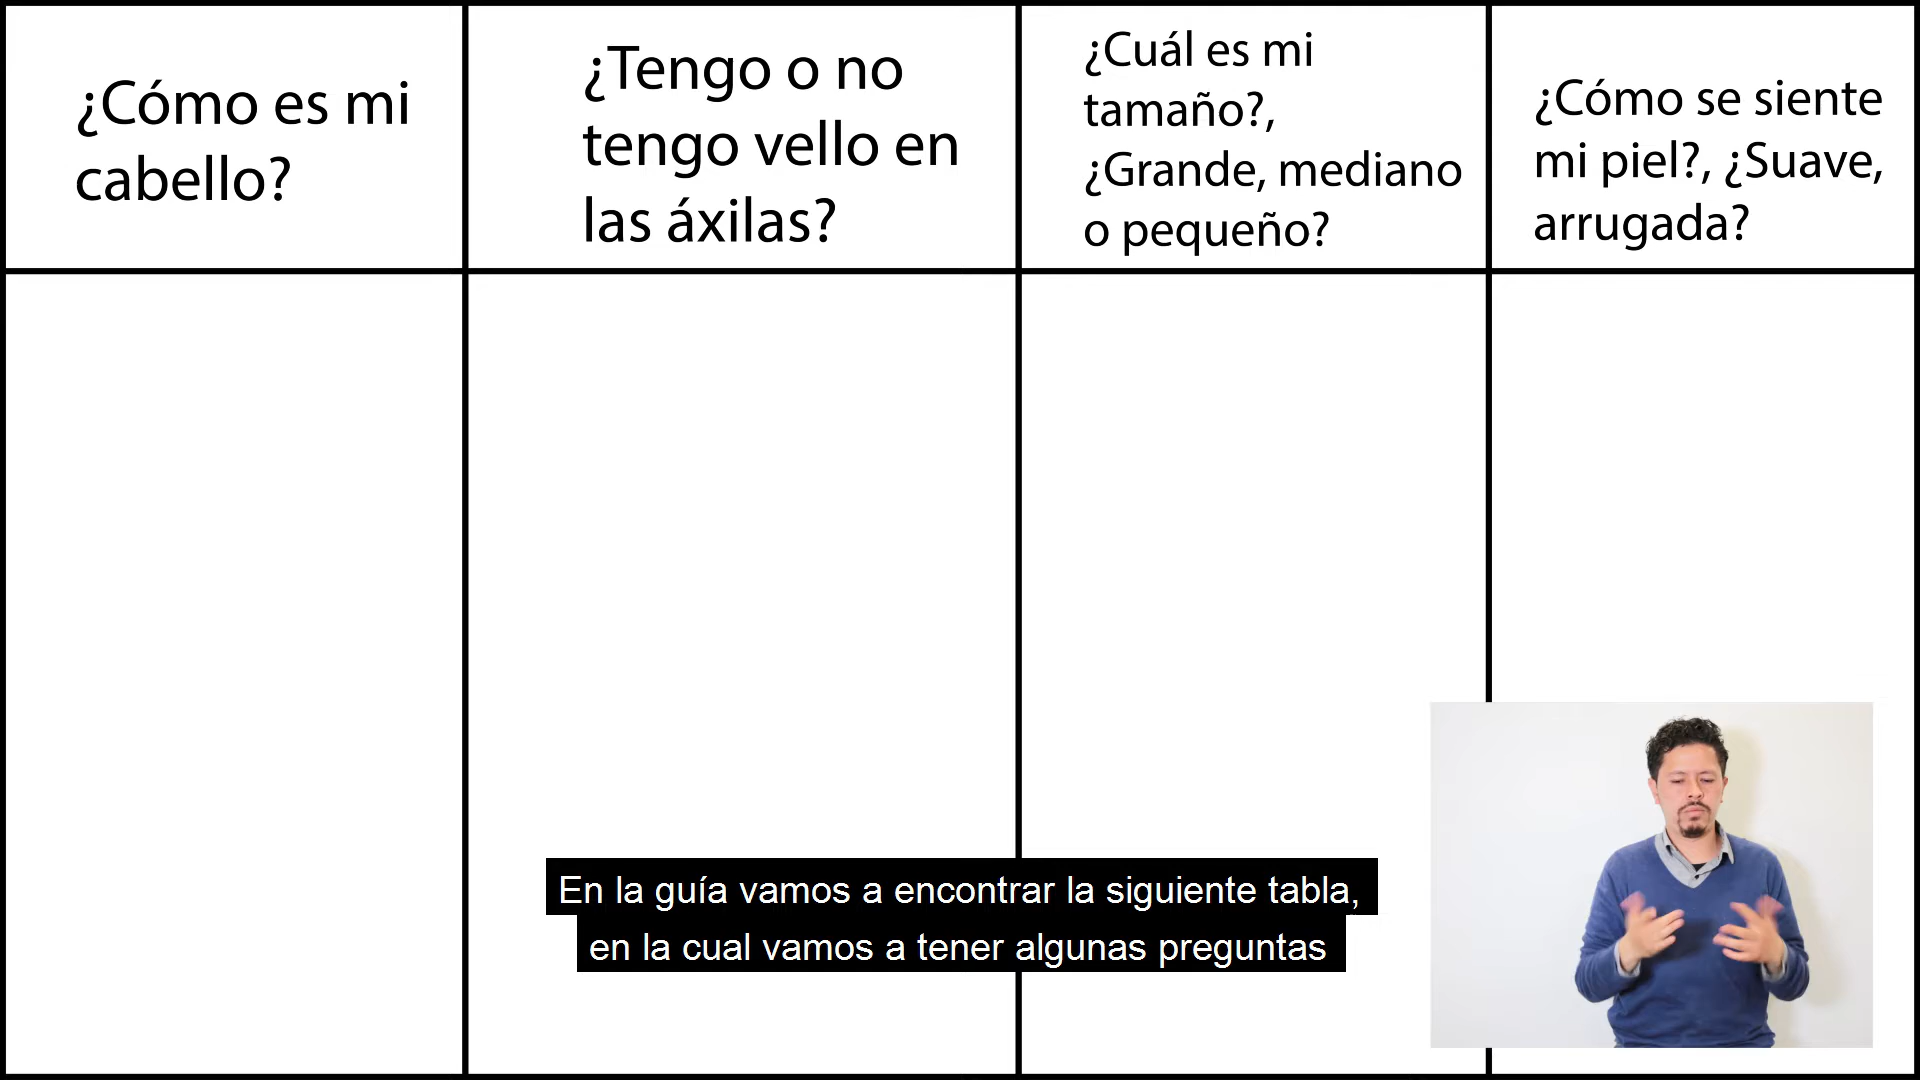 ¿Cómo es mi
cabello?
¿Tengo o no
tengo vello en
las áxilas?
¿Cuál es mi
tamaño?,
¿Grande, mediano
o pequeño?
¿Cómo se siente
mi piel?, ¿Suave,
arrugada?
En la guía vamos a encontrar la siguiente tabla,
en la cual vamos a tener algunas preguntas